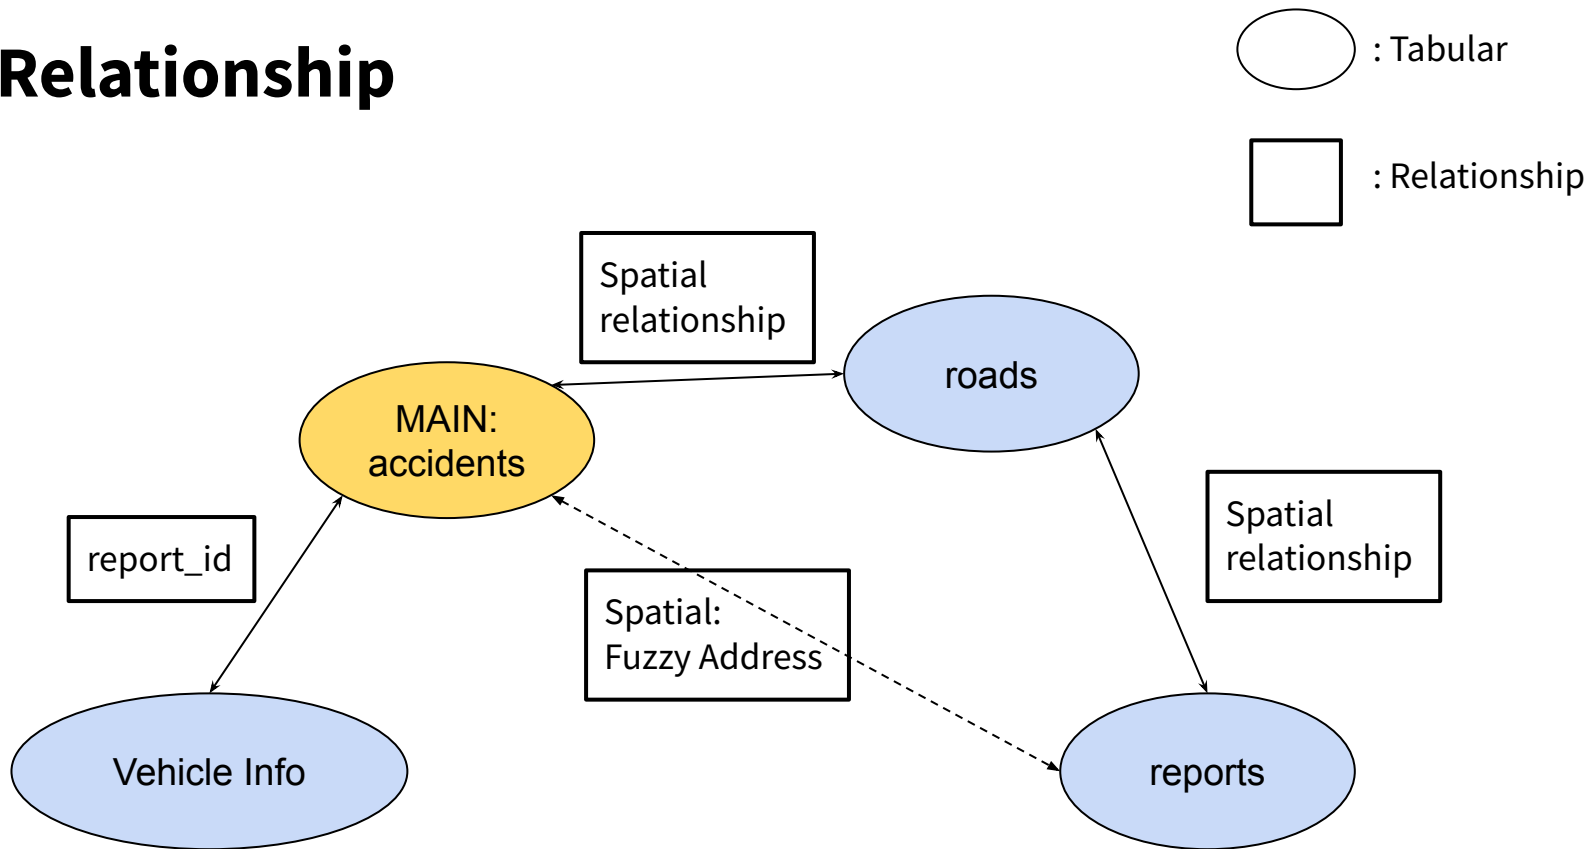 Relationship
: Tabular
: Relationship
Spatial
relationship
roads
MAIN:
accidents
Spatial
relationship
report_id
Spatial:
Fuzzy Address
Vehicle Info
reports